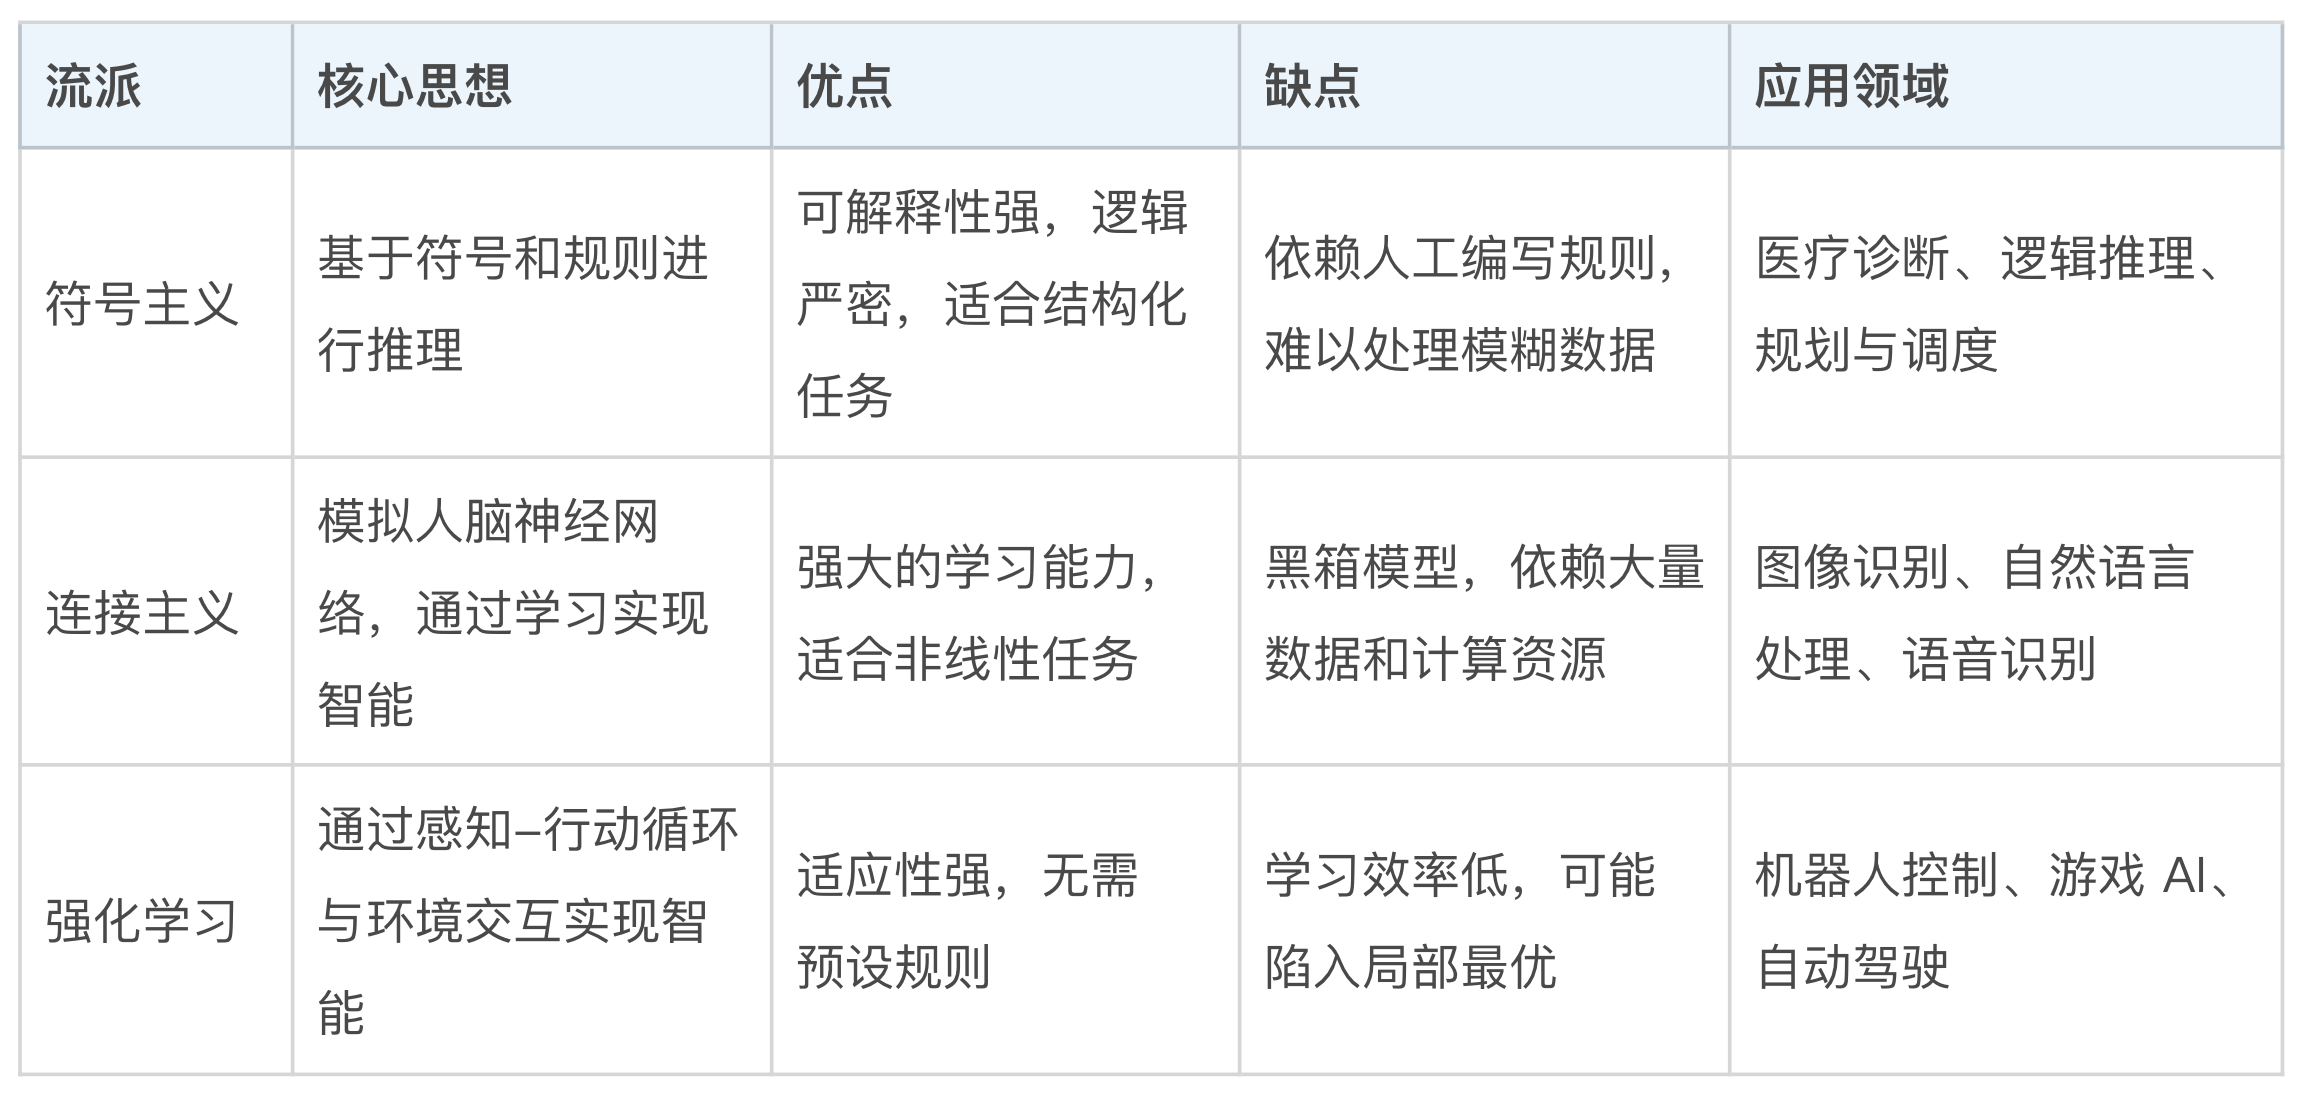 流派 核心思想 优点 缺点 应用领域
符号主义
基于符号和规则进
行推理
可解释性强，逻辑
严密，适合结构化
任务
依赖人工编写规则，
难以处理模糊数据
医疗诊断、逻辑推理、
规划与调度
连接主义
模拟人脑神经网
络，通过学习实现
智能
强大的学习能力，
适合非线性任务
黑箱模型，依赖大量
数据和计算资源
图像识别、自然语言
处理、语音识别
强化学习
通过感知–行动循环
与环境交互实现智
能
适应性强，无需
预设规则
学习效率低，可能
陷入局部最优
机器人控制、游戏 AI、
自动驾驶